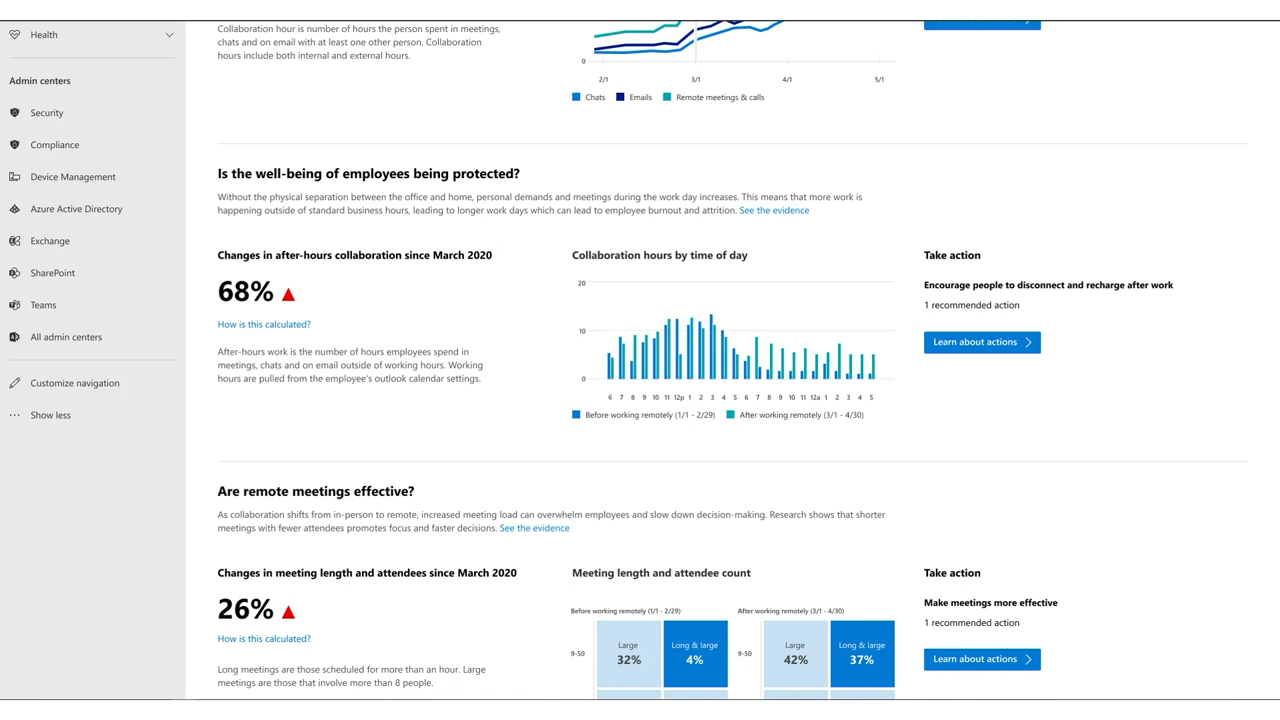 Health
Admin centers
Security
Compliance
Device Management
Azure Active Directory
Exchange
SharePoint
Teams
All admin centers
Customize navigation
Show less
Collaboration hour is number of hours the person spent in meetings,
chats and on email with at least one other person. Collaboration
hours include both internal and external hours.
0
2/1 3/1 4/1 5/1
Chats Emails Remote meetings & calls
Is the well-being of employees being protected?
Without the physical separation between the office and home, personal demands and meetings during the work day increases. This means that more work is
happening outside of standard business hours, leading to longer work days which can lead to employee burnout and attrition. See the evidence
Changes in after-hours collaboration since March 2020
68%
How is this calculated?
After-hours work is the number of hours employees spend in
meetings, chats and on email outside of working hours. Working
hours are pulled from the employee's outlook calendar settings.
Collaboration hours by time of day
20
10
0
6 7 8 9 10 11 12p 1 2 3 4 5 6 7 8 9 10 11 12a 1 2 3 4 5
Before working remotely (1/1 - 2/29) After working remotely (3/1 - 4/30)
Take action
Encourage people to disconnect and recharge after work
1 recommended action
Learn about actions
Are remote meetings effective?
As collaboration shifts from in-person to remote, increased meeting load can overwhelm employees and slow down decision-making. Research shows that shorter
meetings with fewer attendees promotes focus and faster decisions. See the evidence
Changes in meeting length and attendees since March 2020
26%
How is this calculated?
Long meetings are those scheduled for more than an hour. Large
meetings are those that involve more than 8 people.
Meeting length and attendee count
Before working remotely (1/1 - 2/29) After working remotely (3/1 - 4/30)
9-50 Large 32% Long & large 4%
9-50 Large 42% Long & large 37%
Take action
Make meetings more effective
1 recommended action
Learn about actions